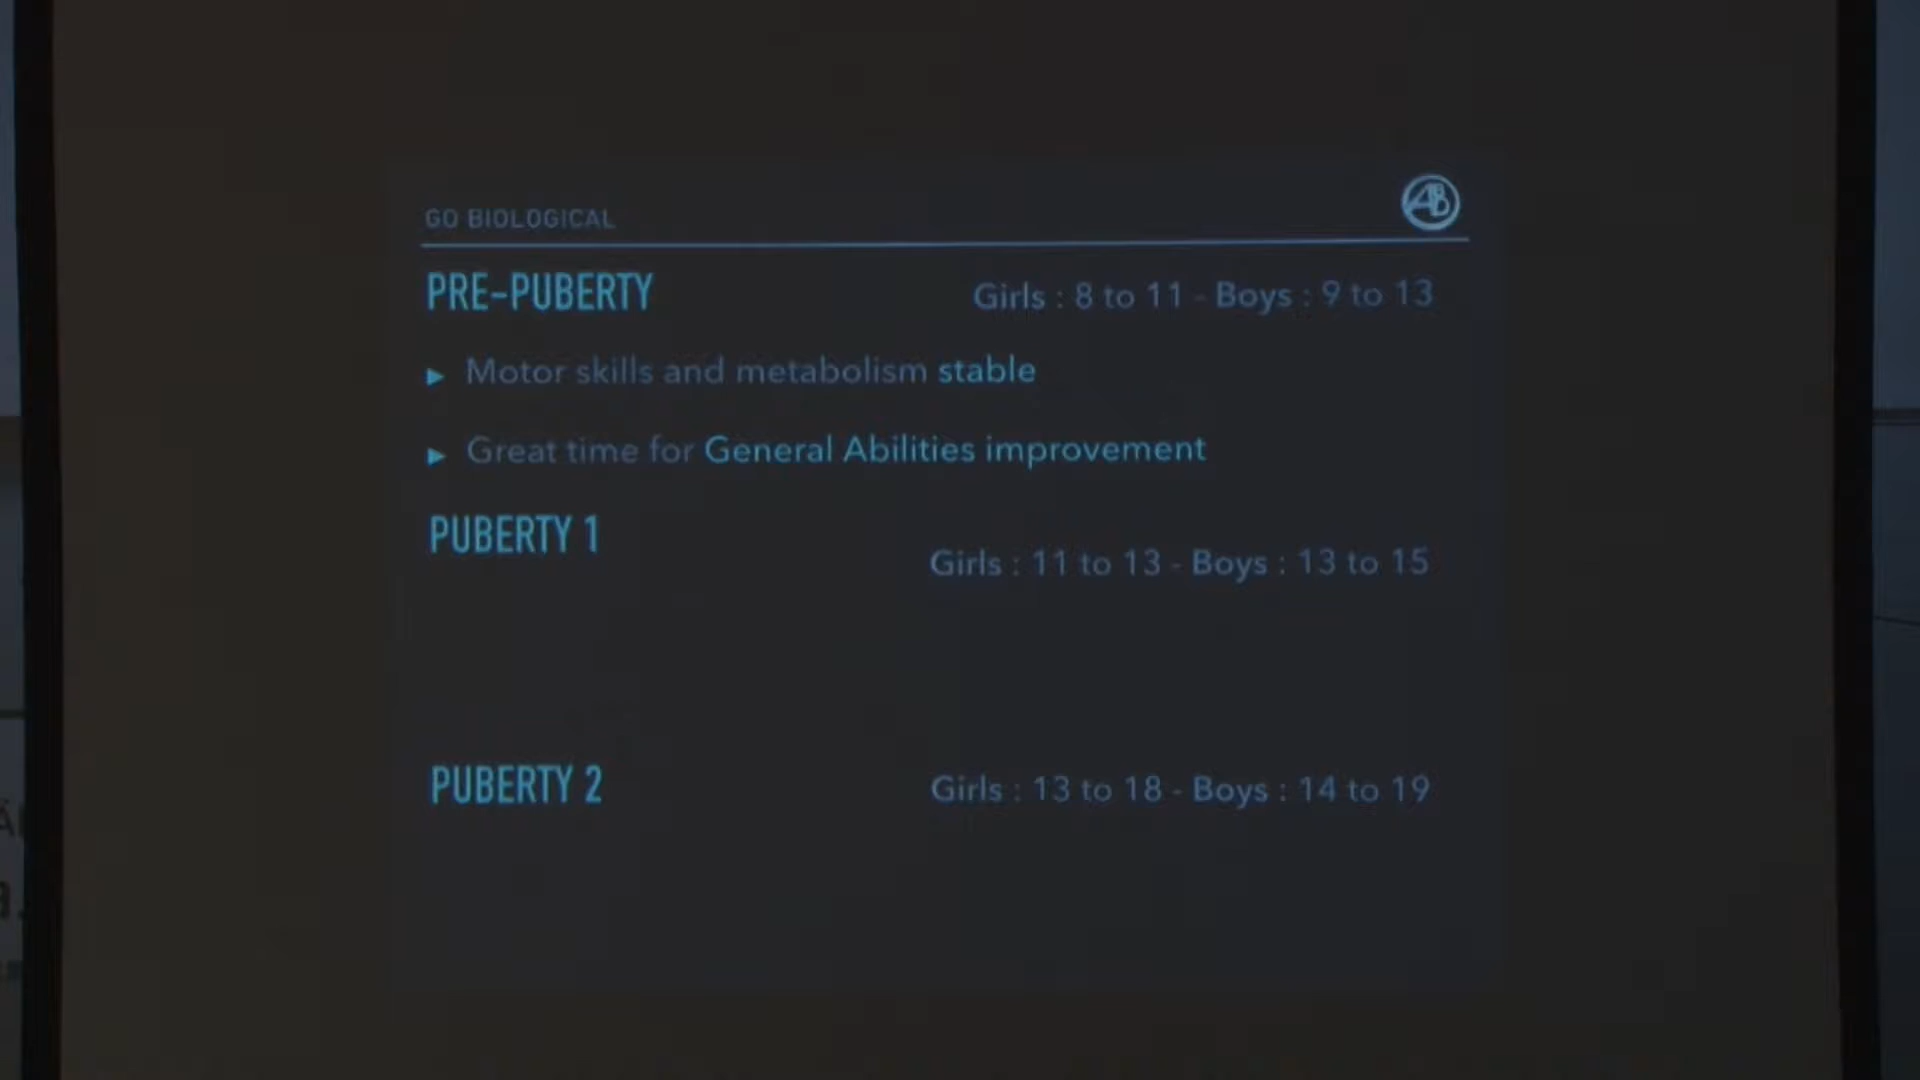 GO BIOLOGICAL
ABD
PRE-PUBERTY
Girls : 8 to 11 - Boys : 9 to 13
▸ Motor skills and metabolism stable
▸ Great time for General Abilities improvement
PUBERTY 1
Girls : 11 to 13 - Boys : 13 to 15
PUBERTY 2
Girls : 13 to 18 - Boys : 14 to 19